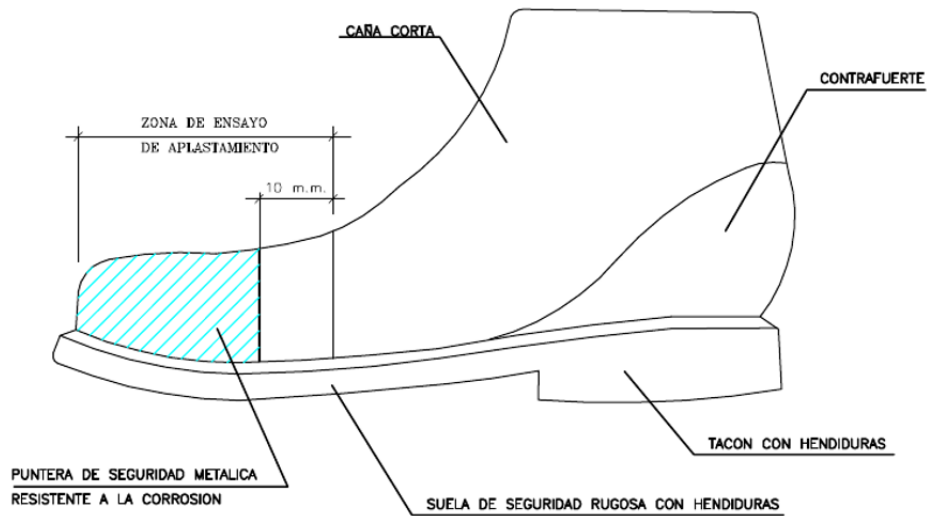 CAÑA CORTA
CONTRAFUERTE
ZONA DE ENSAYO
DE APLASTAMIENTO
10 m.m.
TACON CON HENDIDURAS
PUNTERA DE SEGURIDAD METALICA
RESISTENTE A LA CORROSION
SUELA DE SEGURIDAD RUGOSA CON HENDIDURAS